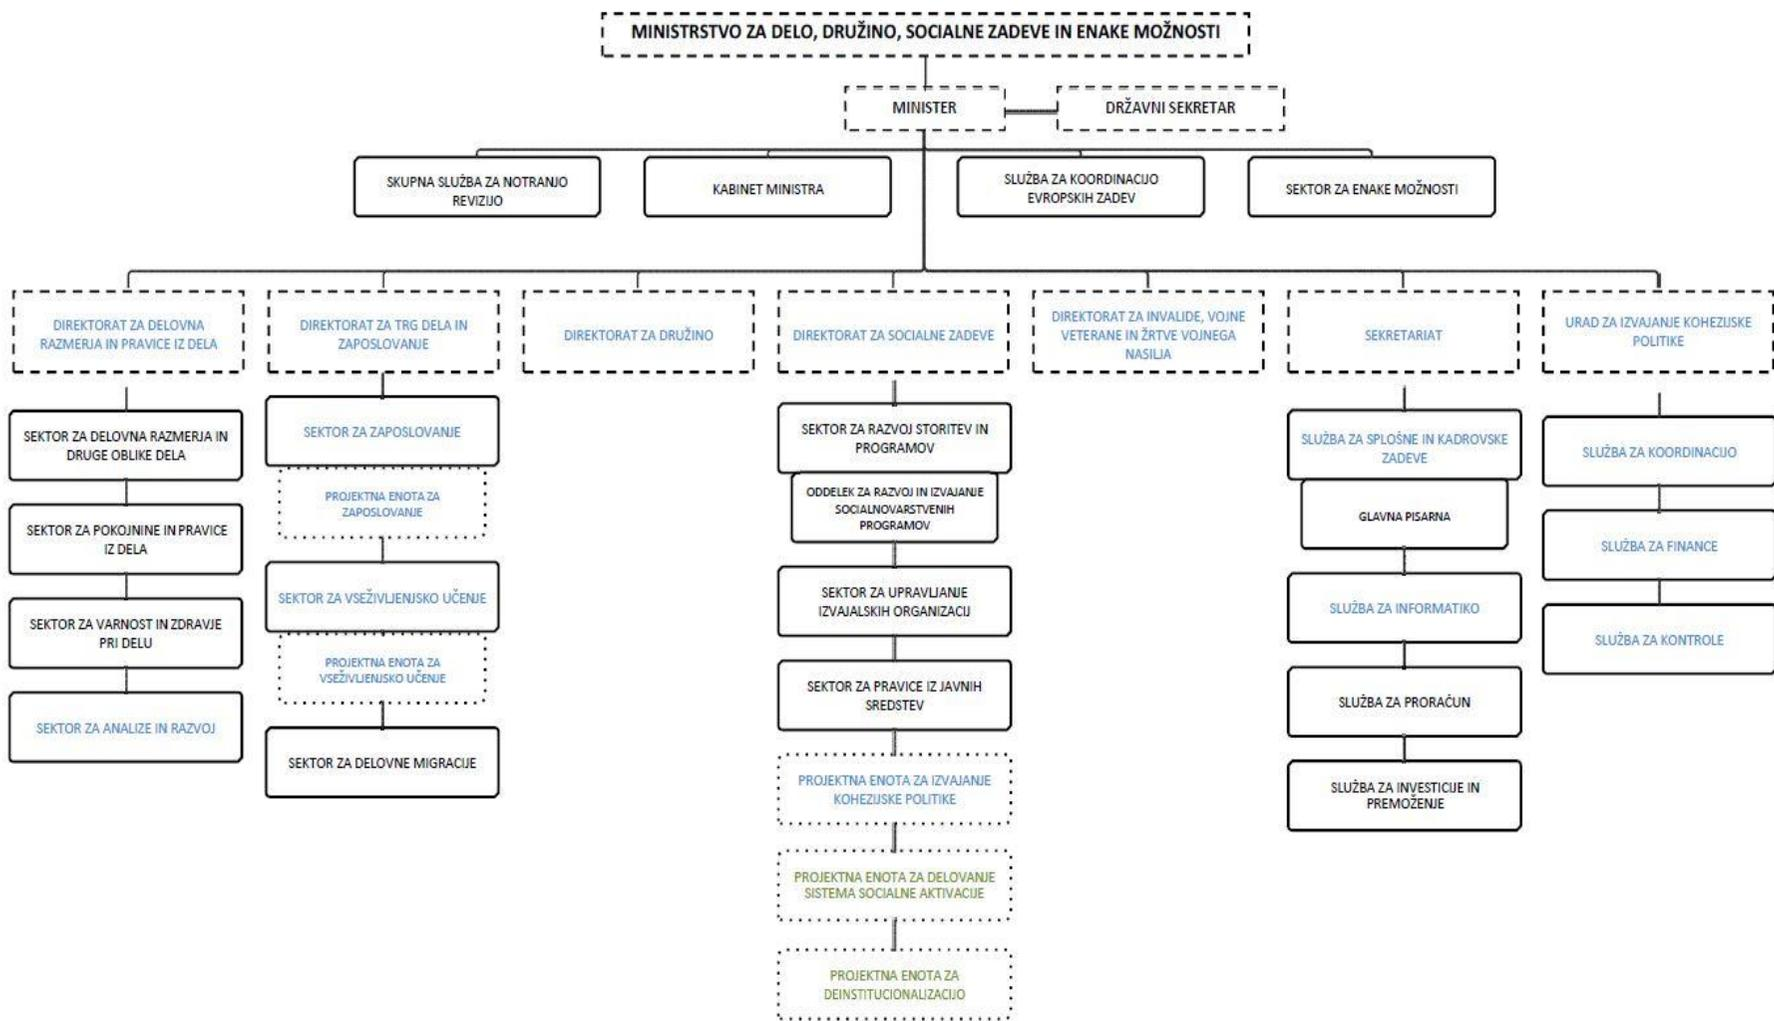 MINISTRSTVO ZA DELO, DRUŽINO, SOCIALNE ZADEVE IN ENAKE MOŽNOSTI
MINISTER
DRŽAVNI SEKRETAR
SKUPNA SLUŽBA ZA NOTRANJO
REVIZIJO
KABINET MINISTRA
SLUŽBA ZA KOORDINACIJO
EVROPSKIH ZADEV
SEKTOR ZA ENAKE MOŽNOSTI
DIREKTORAT ZA DELOVNA
RAZMERJA IN PRAVICE IZ DELA
SEKTOR ZA DELOVNA RAZMERJA IN
DRUGE OBLIKE DELA
SEKTOR ZA POKOJNINE IN PRAVICE
IZ DELA
SEKTOR ZA VARNOST IN ZDRAVJE
PRI DELU
SEKTOR ZA ANALIZE IN RAZVOJ
DIREKTORAT ZA TRG DELA IN
ZAPOSLOVANJE
SEKTOR ZA ZAPOSLOVANJE
PROJEKTNA ENOTA ZA
ZAPOSLOVANJE
SEKTOR ZA VSEŽIVLJENJSKO UČENJE
PROJEKTNA ENOTA ZA
VSEŽIVLJENJSKO UČENJE
SEKTOR ZA DELOVNE MIGRACIJE
DIREKTORAT ZA DRUŽINO
DIREKTORAT ZA SOCIALNE ZADEVE
SEKTOR ZA RAZVOJ STORITEV IN
PROGRAMOV
ODDELEK ZA RAZVOJ IN IZVAJANJE
SOCIALNOVARSTVENIH
PROGRAMOV
SEKTOR ZA UPRAVLJANJE
IZVAJALSKIH ORGANIZACIJ
SEKTOR ZA PRAVICE IZ JAVNIH
SREDSTEV
PROJEKTNA ENOTA ZA IZVAJANJE
KOHEZIJSKE POLITIKE
PROJEKTNA ENOTA ZA DELOVANJE
SISTEMA SOCIALNE AKTIVACIJE
PROJEKTNA ENOTA ZA
DEINSTITUCIONALIZACIJO
DIREKTORAT ZA INVALIDE, VOJNE
VETERANE IN ŽRTVE VOJNEGA
NASILJA
SEKRETARIAT
SLUŽBA ZA SPLOŠNE IN KADROVSKE
ZADEVE
GLAVNA PISARNA
SLUŽBA ZA INFORMATIKO
SLUŽBA ZA PRORAČUN
SLUŽBA ZA INVESTICIJE IN
PREMOŽENJE
URAD ZA IZVAJANJE KOHEZIJSKE
POLITIKE
SLUŽBA ZA KOORDINACIJO
SLUŽBA ZA FINANCE
SLUŽBA ZA KONTROLE